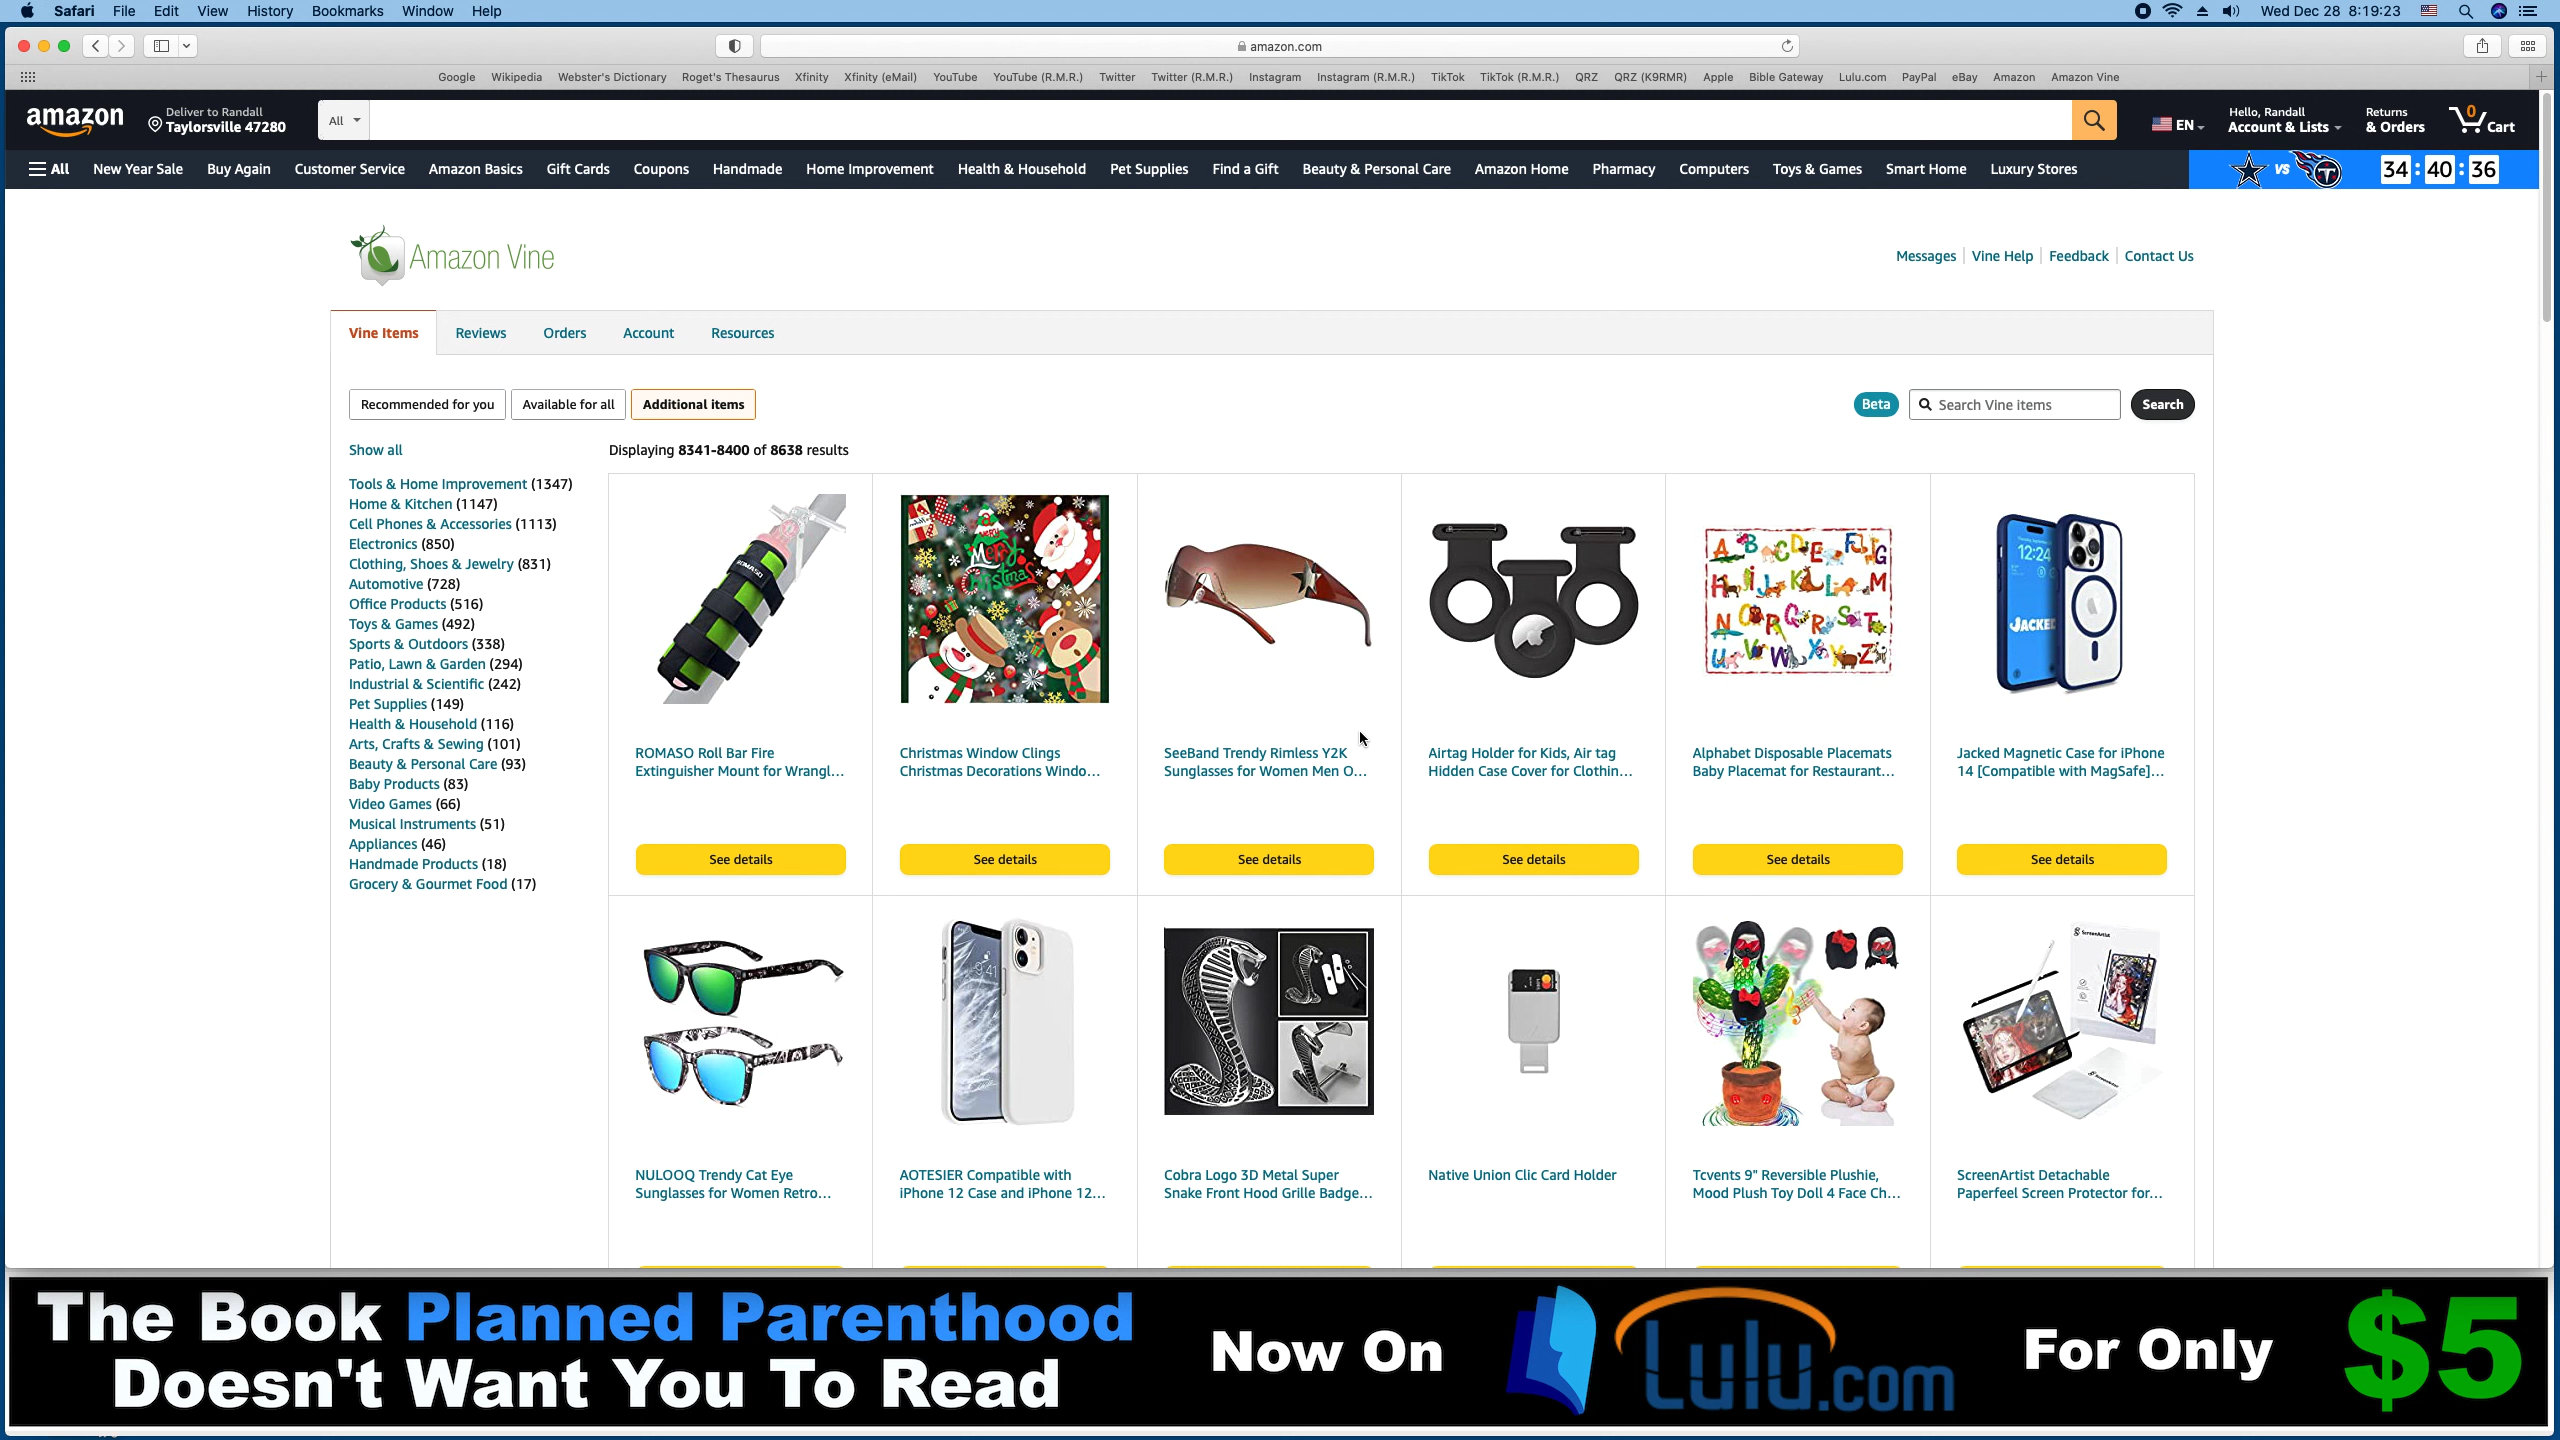 Safari File Edit View History Bookmarks Window Help
Wed Dec 28 8:19:23
amazon.com
Google Wikipedia Webster's Dictionary Roget's Thesaurus Xfinity Xfinity (eMail) YouTube YouTube (R.M.R.) Twitter Twitter (R.M.R.) Instagram Instagram (R.M.R.) TikTok TikTok (R.M.R.) QRZ QRZ (K9RMR) Apple Bible Gateway Lulu.com PayPal eBay Amazon Amazon Vine
amazon
Deliver to Randall
Taylorsville 47280
All
EN
Hello, Randall
Account & Lists
Returns
& Orders
0
Cart
All New Year Sale Buy Again Customer Service Amazon Basics Gift Cards Coupons Handmade Home Improvement Health & Household Pet Supplies Find a Gift Beauty & Personal Care Amazon Home Pharmacy Computers Toys & Games Smart Home Luxury Stores
VS
34:40:36
Amazon Vine
Messages Vine Help Feedback Contact Us
Vine Items Reviews Orders Account Resources
Recommended for you Available for all Additional items
Beta Search Vine items Search
Show all
Displaying 8341-8400 of 8638 results
Tools & Home Improvement (1347)
Home & Kitchen (1147)
Cell Phones & Accessories (1113)
Electronics (850)
Clothing, Shoes & Jewelry (831)
Automotive (728)
Office Products (516)
Toys & Games (492)
Sports & Outdoors (338)
Patio, Lawn & Garden (294)
Industrial & Scientific (242)
Pet Supplies (149)
Health & Household (116)
Arts, Crafts & Sewing (101)
Beauty & Personal Care (93)
Baby Products (83)
Video Games (66)
Musical Instruments (51)
Appliances (46)
Handmade Products (18)
Grocery & Gourmet Food (17)
ROMASO
Merry
Christmas
A B C D E F G
H I J K L M
N O P Q R S T
U V W X Y Z
12:24
JACKED
ROMASO Roll Bar Fire
Extinguisher Mount for Wrangl...
Christmas Window Clings
Christmas Decorations Windo...
SeeBand Trendy Rimless Y2K
Sunglasses for Women Men O...
Airtag Holder for Kids, Air tag
Hidden Case Cover for Clothin...
Alphabet Disposable Placemats
Baby Placemat for Restaurant...
Jacked Magnetic Case for iPhone
14 [Compatible with MagSafe]...
See details See details See details See details See details See details
9:41
ScreenArtist
NULOOQ Trendy Cat Eye
Sunglasses for Women Retro...
AOTESIER Compatible with
iPhone 12 Case and iPhone 12...
Cobra Logo 3D Metal Super
Snake Front Hood Grille Badge...
Native Union Clic Card Holder
Tcvents 9" Reversible Plushie,
Mood Plush Toy Doll 4 Face Ch...
ScreenArtist Detachable
Paperfeel Screen Protector for...
The Book Planned Parenthood
Doesn't Want You To Read
Now On
Lulu.com
For Only
$5